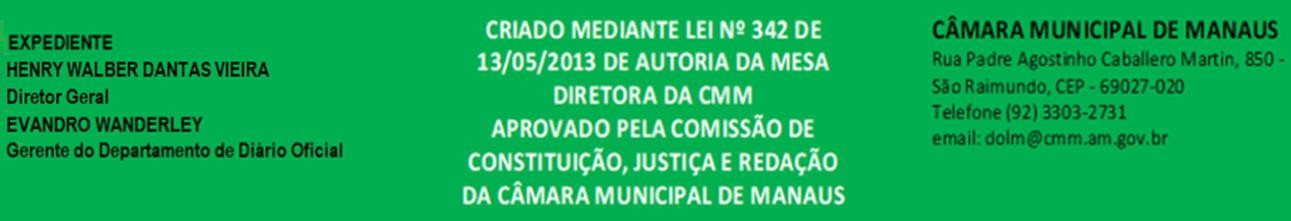 EXPEDIENTE
HENRY WALBER DANTAS VIEIRA
Diretor Geral
EVANDRO WANDERLEY
Gerente do Departamento de Diário Oficial
CRIADO MEDIANTE LEI Nº 342 DE
13/05/2013 DE AUTORIA DA MESA
DIRETORA DA CMM
APROVADO PELA COMISSÃO DE
CONSTITUIÇÃO, JUSTIÇA E REDAÇÃO
DA CÂMARA MUNICIPAL DE MANAUS
CÂMARA MUNICIPAL DE MANAUS
Rua Padre Agostinho Caballero Martin, 850 -
São Raimundo, CEP - 69027-020
Telefone (92) 3303-2731
email: dolm@cmm.am.gov.br